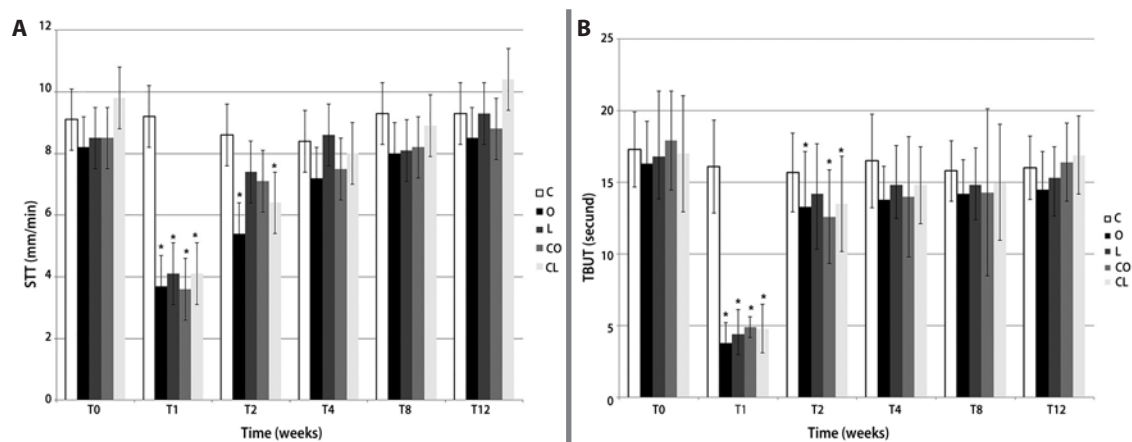 A
STT (mm/min)
12
10
8
6
4
2
0
*
*
*
*
*
*
T0
T1
T2
T4
T8
T12
Time (weeks)
C
O
L
CO
CL
B
TBUT (secund)
25
20
15
10
5
0
*
*
*
*
*
*
*
T0
T1
T2
T4
T8
T12
Time (weeks)
C
O
L
CO
CL